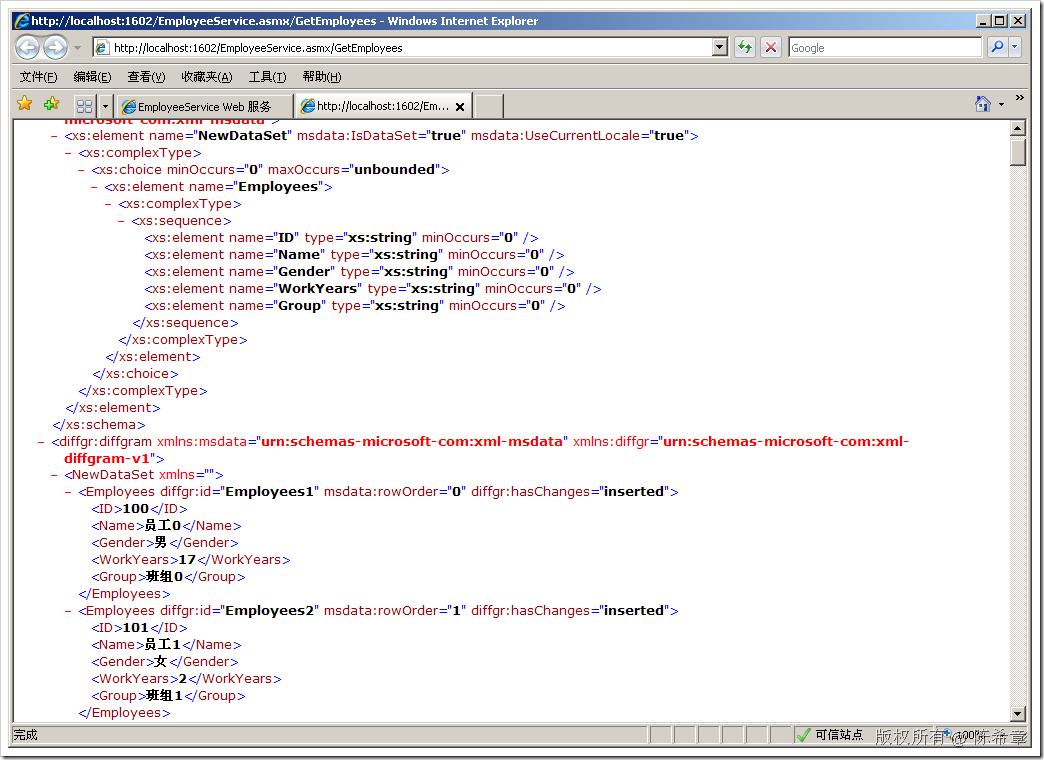 http://localhost:1602/EmployeeService.asmx/GetEmployees - Windows Internet Explorer
http://localhost:1602/EmployeeService.asmx/GetEmployees
Google
文件(F) 编辑(E) 查看(V) 收藏夹(A) 工具(T) 帮助(H)
EmployeeService Web 服务 http://localhost:1602/Em... »
microsoft-com:xml-msdata">
- <xs:element name="NewDataSet" msdata:IsDataSet="true" msdata:UseCurrentLocale="true">
- <xs:complexType>
- <xs:choice minOccurs="0" maxOccurs="unbounded">
- <xs:element name="Employees">
- <xs:complexType>
- <xs:sequence>
<xs:element name="ID" type="xs:string" minOccurs="0" />
<xs:element name="Name" type="xs:string" minOccurs="0" />
<xs:element name="Gender" type="xs:string" minOccurs="0" />
<xs:element name="WorkYears" type="xs:string" minOccurs="0" />
<xs:element name="Group" type="xs:string" minOccurs="0" />
</xs:sequence>
</xs:complexType>
</xs:element>
</xs:choice>
</xs:complexType>
</xs:element>
</xs:schema>
- <diffgr:diffgram xmlns:msdata="urn:schemas-microsoft-com:xml-msdata" xmlns:diffgr="urn:schemas-microsoft-com:xml-
diffgram-v1">
- <NewDataSet xmlns="">
- <Employees diffgr:id="Employees1" msdata:rowOrder="0" diffgr:hasChanges="inserted">
<ID>100</ID>
<Name>员工0</Name>
<Gender>男</Gender>
<WorkYears>17</WorkYears>
<Group>班组0</Group>
</Employees>
- <Employees diffgr:id="Employees2" msdata:rowOrder="1" diffgr:hasChanges="inserted">
<ID>101</ID>
<Name>员工1</Name>
<Gender>女</Gender>
<WorkYears>2</WorkYears>
<Group>班组1</Group>
</Employees>
完成 可信站点 100%
版权所有@陈希章